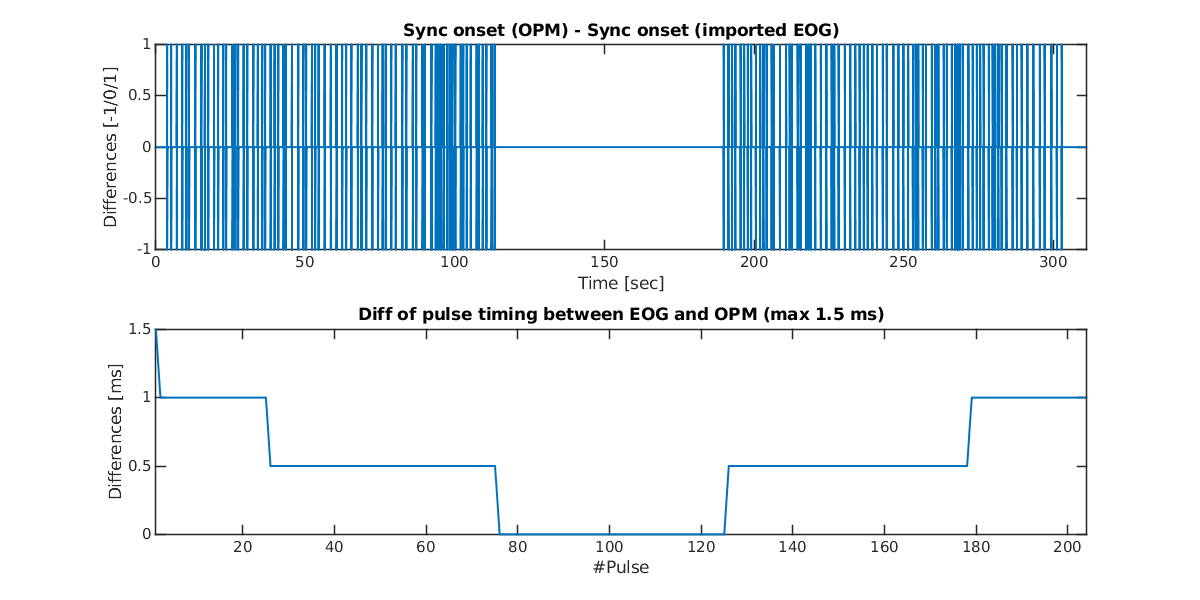 Sync onset (OPM) - Sync onset (imported EOG)
Differences [-1/0/1]
1
0.5
0
-0.5
-1
0 50 100 150 200 250 300
Time [sec]
Diff of pulse timing between EOG and OPM (max 1.5 ms)
Differences [ms]
1.5
1
0.5
0
20 40 60 80 100 120 140 160 180 200
#Pulse